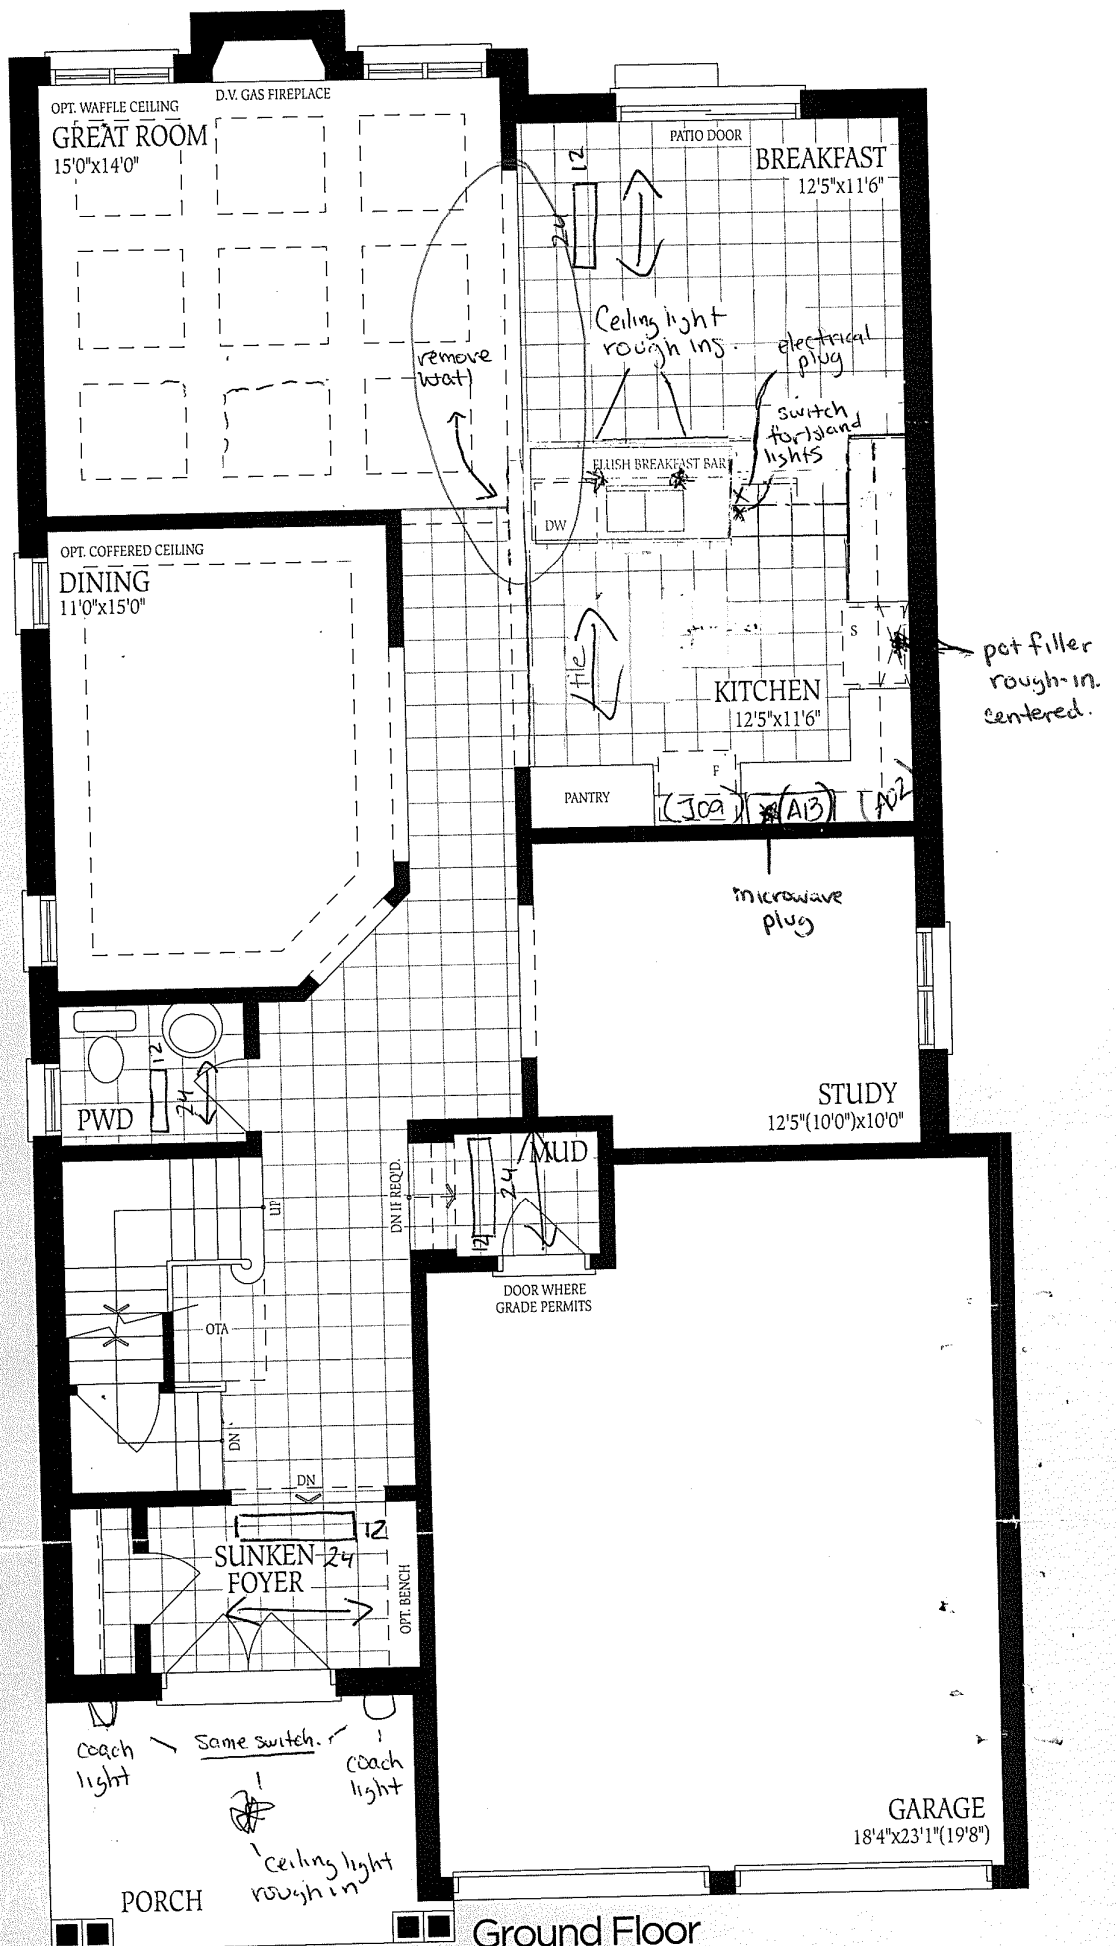 D.V. GAS FIREPLACE
OPT. WAFFLE CEILING
GREAT ROOM
15'0"x14'0"
PATIO DOOR
BREAKFAST
12'5"x11'6"
12
24
Ceiling light
rough ins.
electrical
plug
remove
wall
switch
for Island
lights
FLUSH BREAKFAST BAR
DW
OPT. COFFERED CEILING
DINING
11'0"x15'0"
S
tile
pot filler
rough-in.
centered.
KITCHEN
12'5"x11'6"
F
PANTRY
(J09)
(A13)
microwave
plug
12
24
PWD
STUDY
12'5"(10'0")x10'0"
MUD
24
12
DN IF REQ'D.
UP
DOOR WHERE
GRADE PERMITS
OTA
DN
DN
12
SUNKEN
24
FOYER
OPT. BENCH
coach
light
same switch.
coach
light
ceiling light
rough in
PORCH
GARAGE
18'4"x23'1"(19'8")
Ground Floor